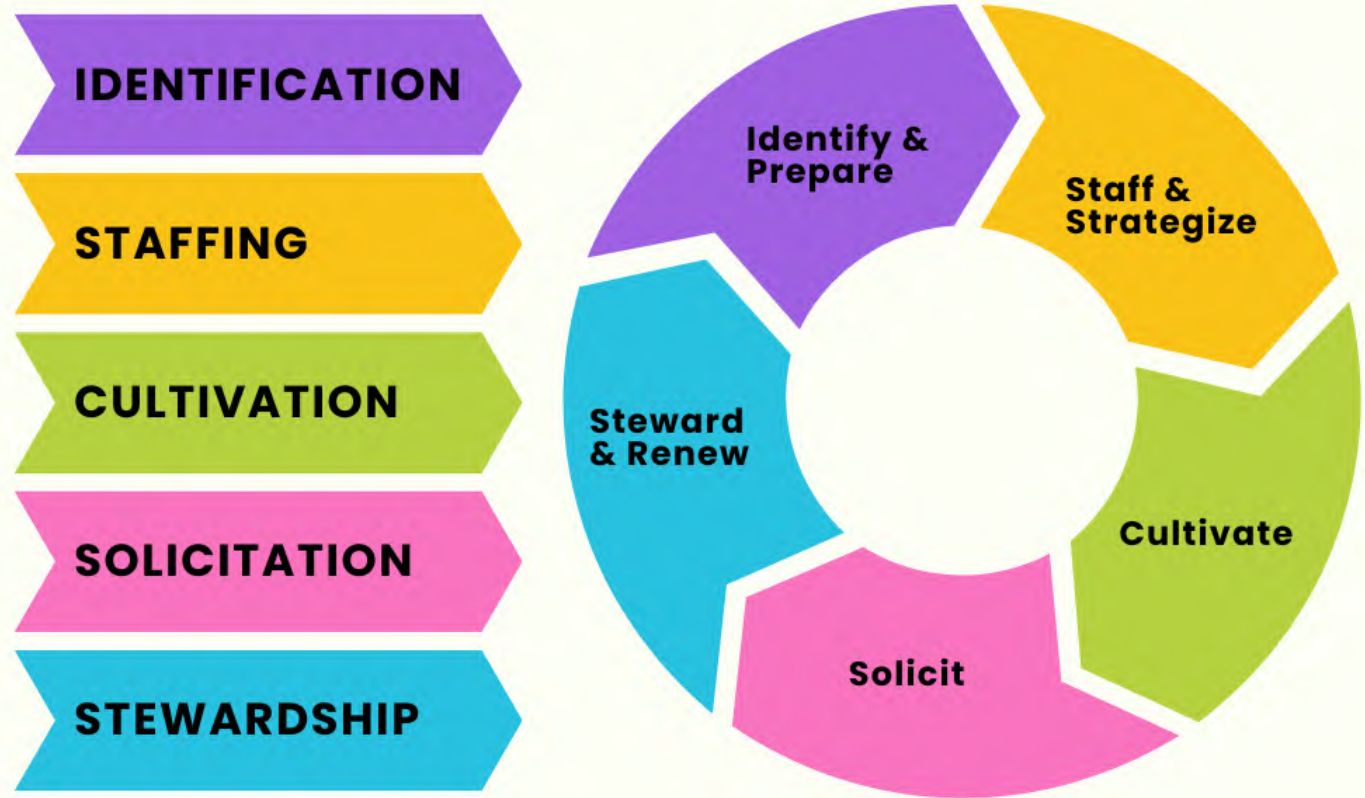 IDENTIFICATION
STAFFING
CULTIVATION
SOLICITATION
STEWARDSHIP
Identify &
Prepare
Staff &
Strategize
Cultivate
Solicit
Steward
& Renew